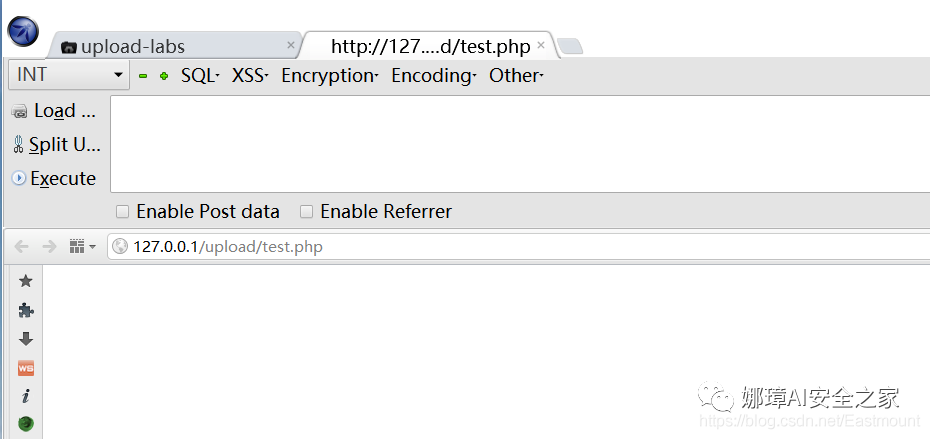 upload-labs × http://127....d/test.php ×
INT SQL XSS Encryption Encoding Other
Load ...
Split U...
Execute
Enable Post data Enable Referrer
127.0.0.1/upload/test.php
WS
i
娜璋AI安全之家
https://blog.csdn.net/Eastmount